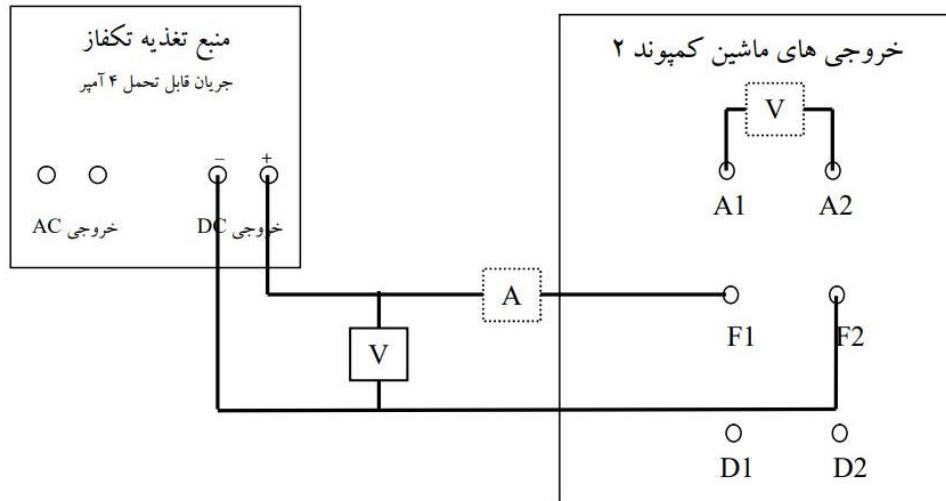 منبع تغذیه تکفاز
جریان قابل تحمل ۴ آمپر
− +
خروجی AC
خروجی DC
خروجی های ماشین کمپوند ۲
V
A1 A2
A
F1 F2
V
D1 D2